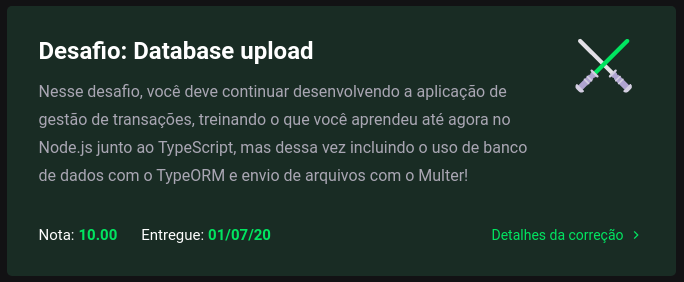 Desafio: Database upload
Nesse desafio, você deve continuar desenvolvendo a aplicação de
gestão de transações, treinando o que você aprendeu até agora no
Node.js junto ao TypeScript, mas dessa vez incluindo o uso de banco
de dados com o TypeORM e envio de arquivos com o Multer!
Nota: 10.00 Entregue: 01/07/20 Detalhes da correção